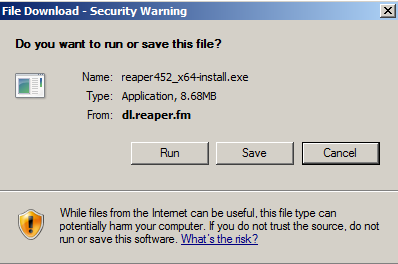 File Download - Security Warning
Do you want to run or save this file?
Name: reaper452_x64-install.exe
Type: Application, 8.68MB
From: dl.reaper.fm
Run Save Cancel
While files from the Internet can be useful, this file type can
potentially harm your computer. If you do not trust the source, do not
run or save this software. What's the risk?